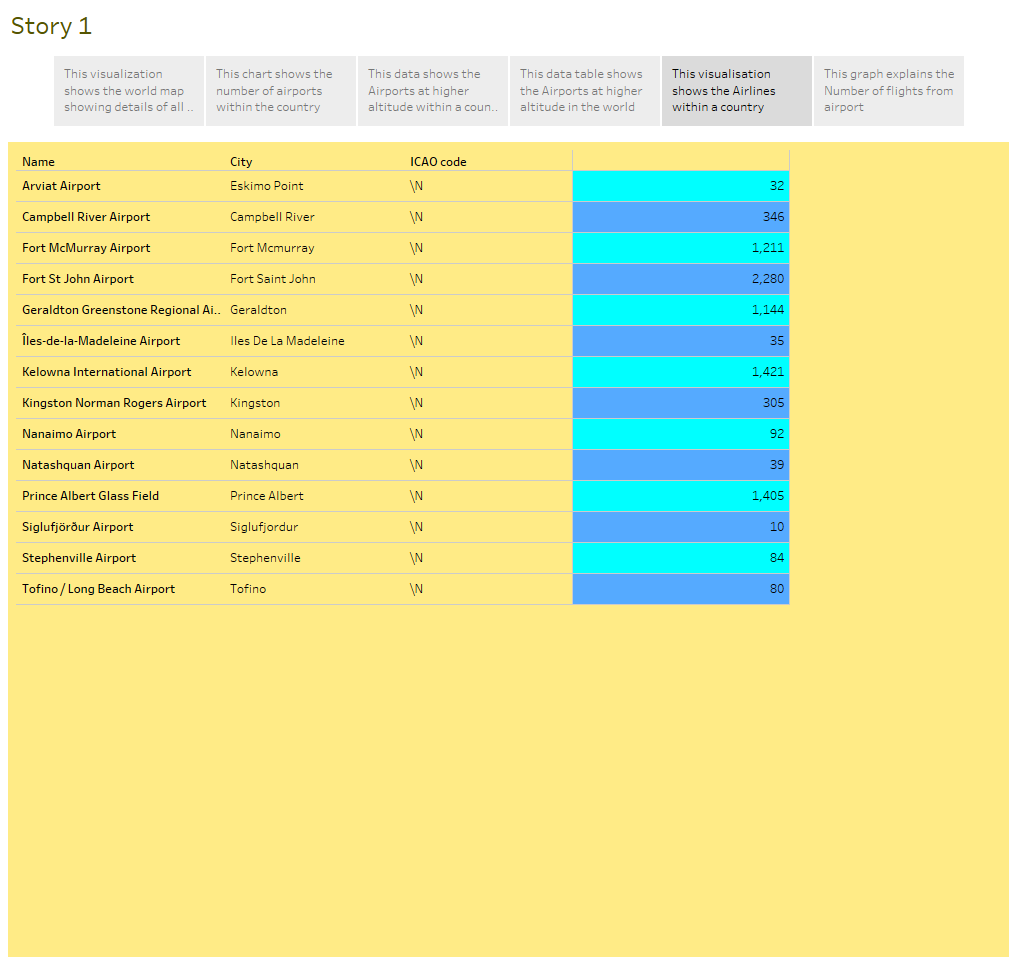 Story 1
This visualization
shows the world map
showing details of all ..
This chart shows the
number of airports
within the country
This data shows the
Airports at higher
altitude within a coun..
This data table shows
the Airports at higher
altitude in the world
This visualisation
shows the Airlines
within a country
This graph explains the
Number of flights from
airport
Name City ICAO code
Arviat Airport Eskimo Point \N 32
Campbell River Airport Campbell River \N 346
Fort McMurray Airport Fort Mcmurray \N 1,211
Fort St John Airport Fort Saint John \N 2,280
Geraldton Greenstone Regional Ai.. Geraldton \N 1,144
Îles-de-la-Madeleine Airport Iles De La Madeleine \N 35
Kelowna International Airport Kelowna \N 1,421
Kingston Norman Rogers Airport Kingston \N 305
Nanaimo Airport Nanaimo \N 92
Natashquan Airport Natashquan \N 39
Prince Albert Glass Field Prince Albert \N 1,405
Siglufjörður Airport Siglufjordur \N 10
Stephenville Airport Stephenville \N 84
Tofino / Long Beach Airport Tofino \N 80